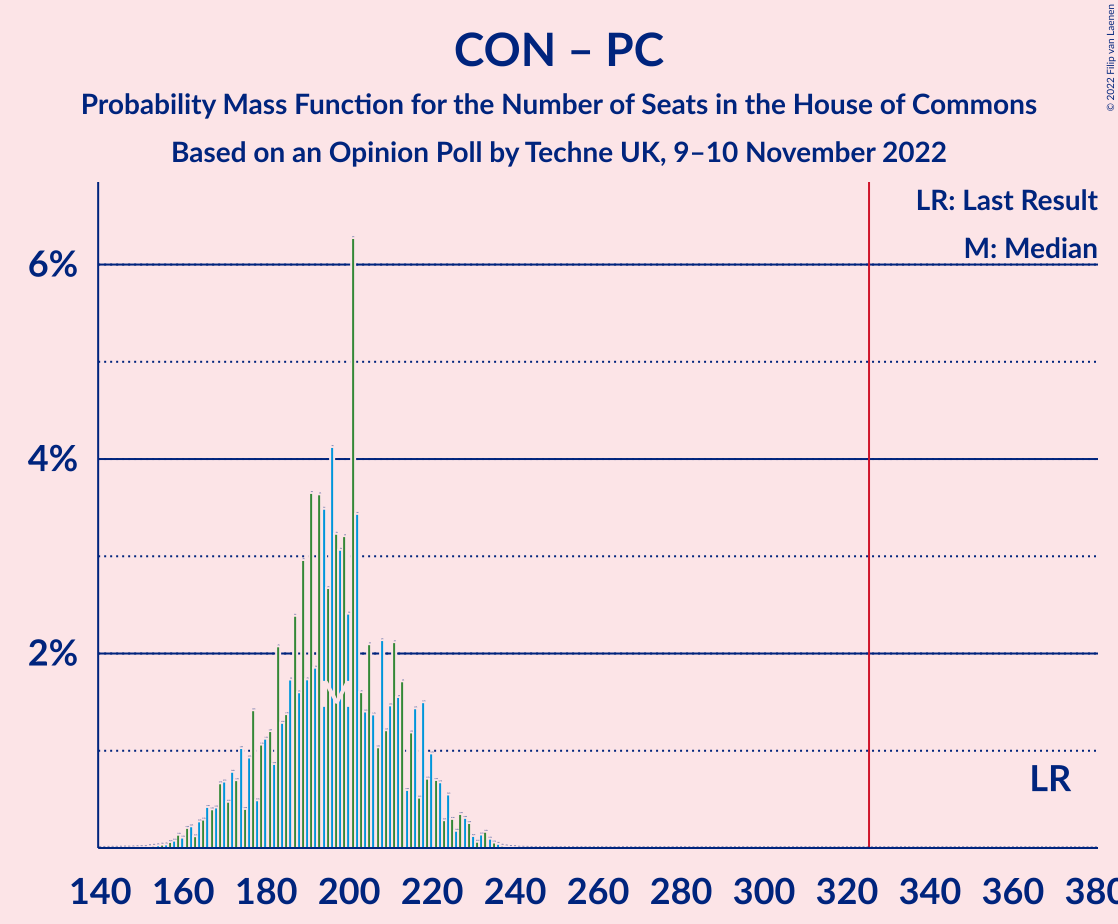 CON – PC
Probability Mass Function for the Number of Seats in the House of Commons
Based on an Opinion Poll by Techne UK, 9–10 November 2022
© 2022 Filip van Laenen
LR: Last Result
M: Median
6%
4%
2%
LR
140 160 180 200 220 240 260 280 300 320 340 360 380